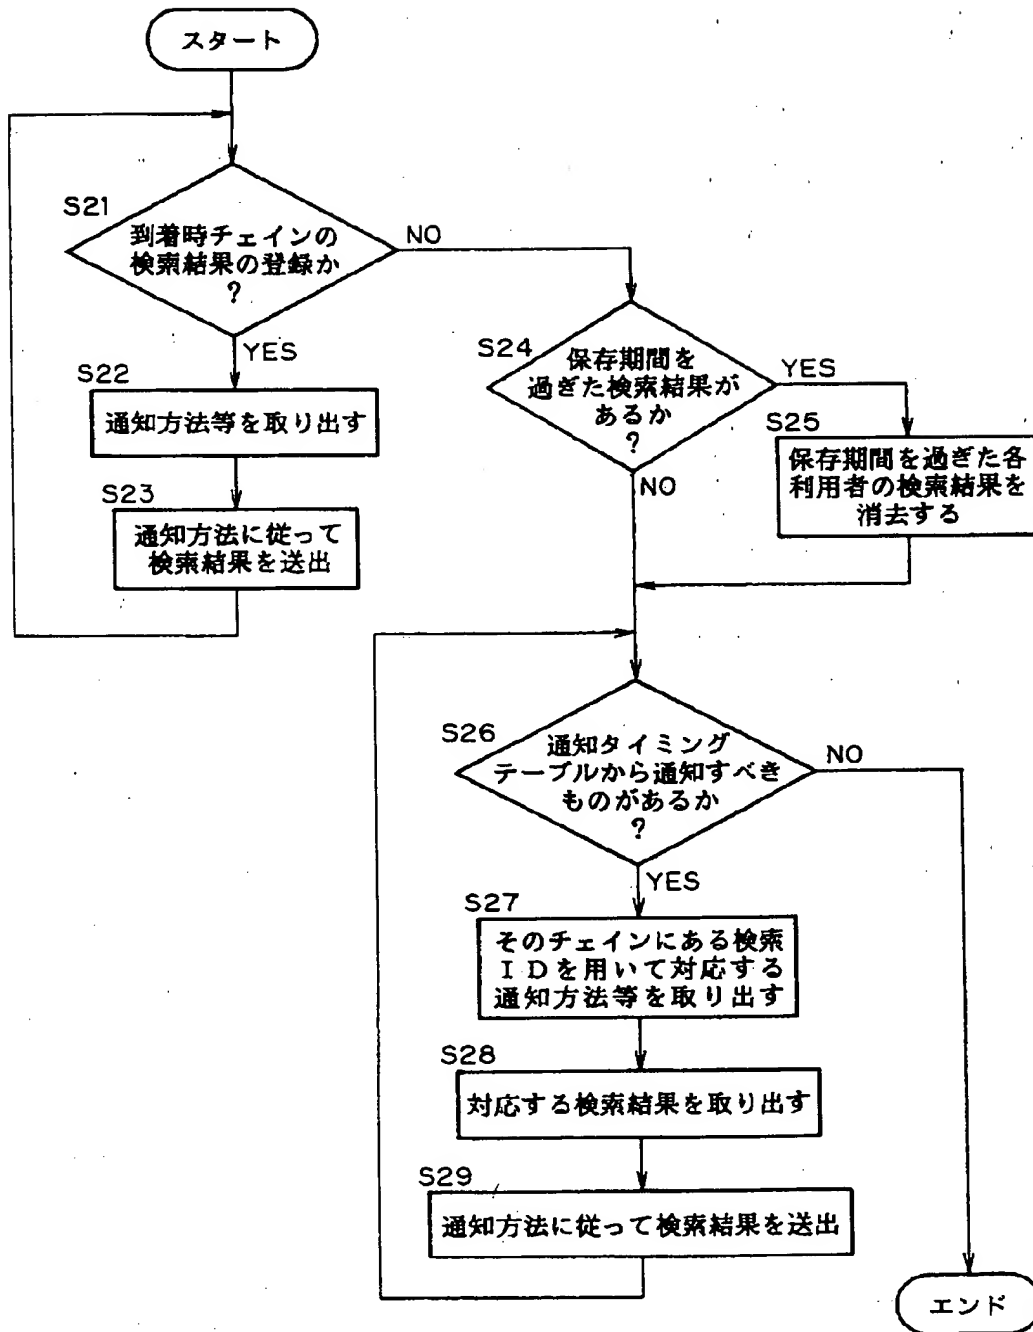 スタート
S21
到着時チェインの
検索結果の登録か
?
NO
YES
S22
通知方法等を取り出す
S23
通知方法に従って
検索結果を送出
S24
保存期間を
過ぎた検索結果が
あるか
?
YES
NO
S25
保存期間を過ぎた各
利用者の検索結果を
消去する
S26
通知タイミング
テーブルから通知すべき
ものがあるか
?
NO
YES
S27
そのチェインにある検索
IDを用いて対応する
通知方法等を取り出す
S28
対応する検索結果を取り出す
S29
通知方法に従って検索結果を送出
エンド